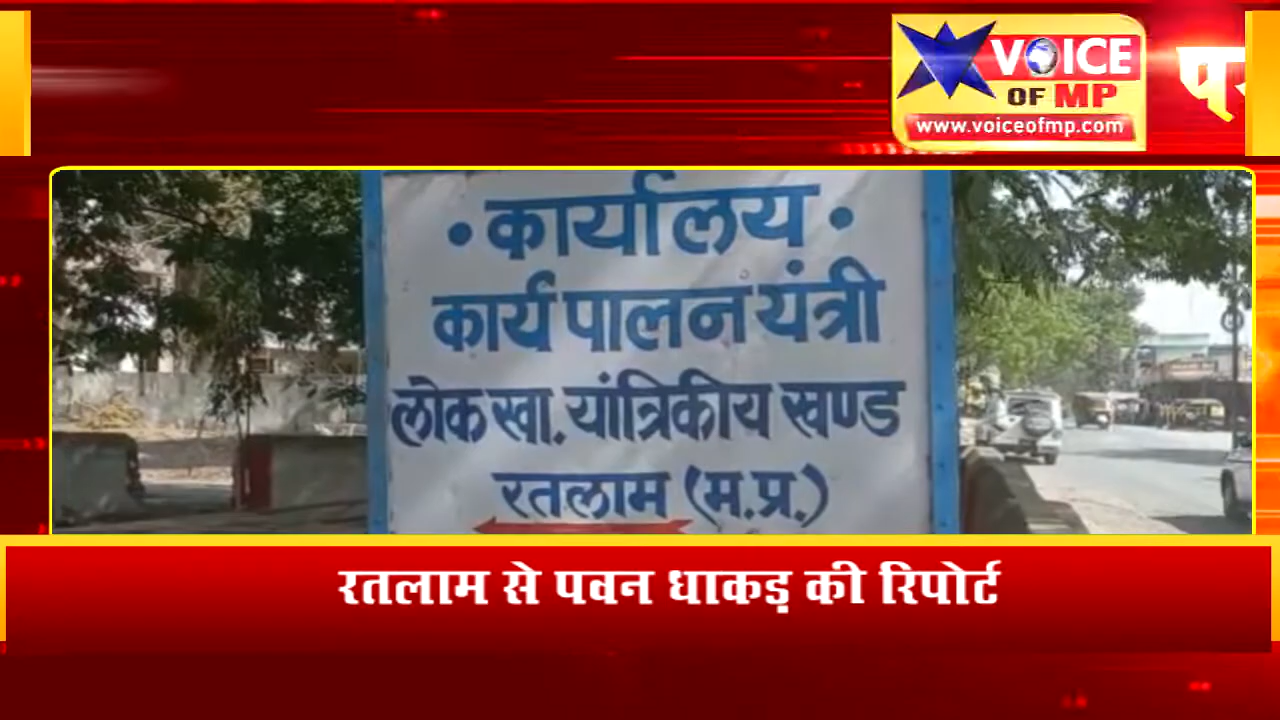 VOICE
OF MP
www.voiceofmp.com
• कार्यालय •
कार्य पालन यंत्री
लोक स्वा. यांत्रिकीय खण्ड
रतलाम (म.प्र.)
रतलाम से पवन धाकड़ की रिपोर्ट